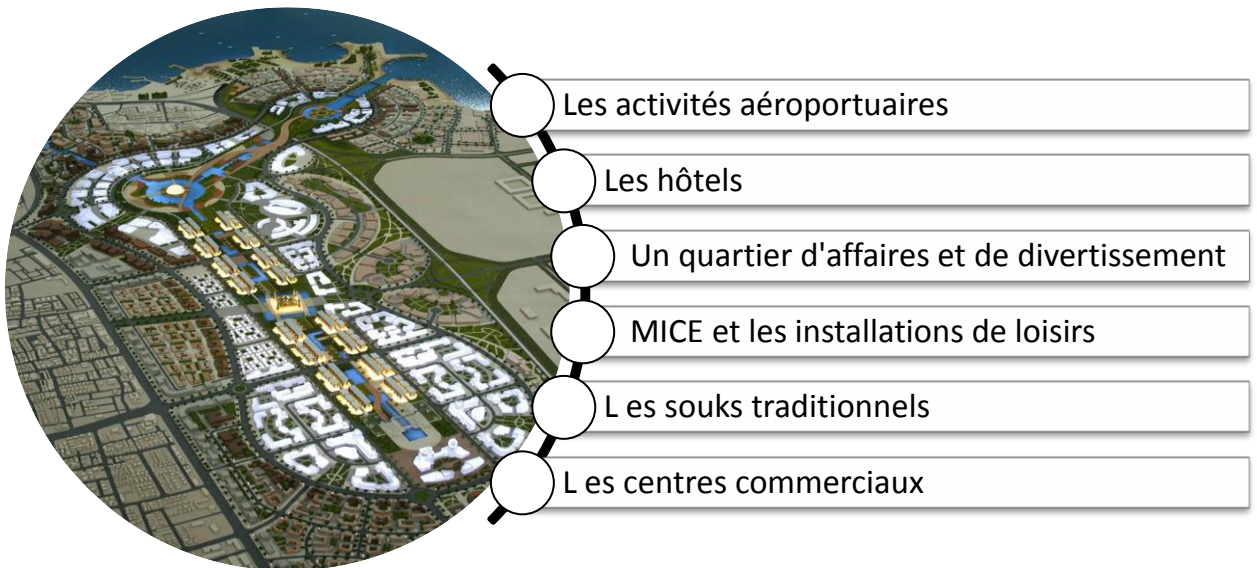 Les activités aéroportuaires
Les hôtels
Un quartier d'affaires et de divertissement
MICE et les installations de loisirs
L es souks traditionnels
L es centres commerciaux